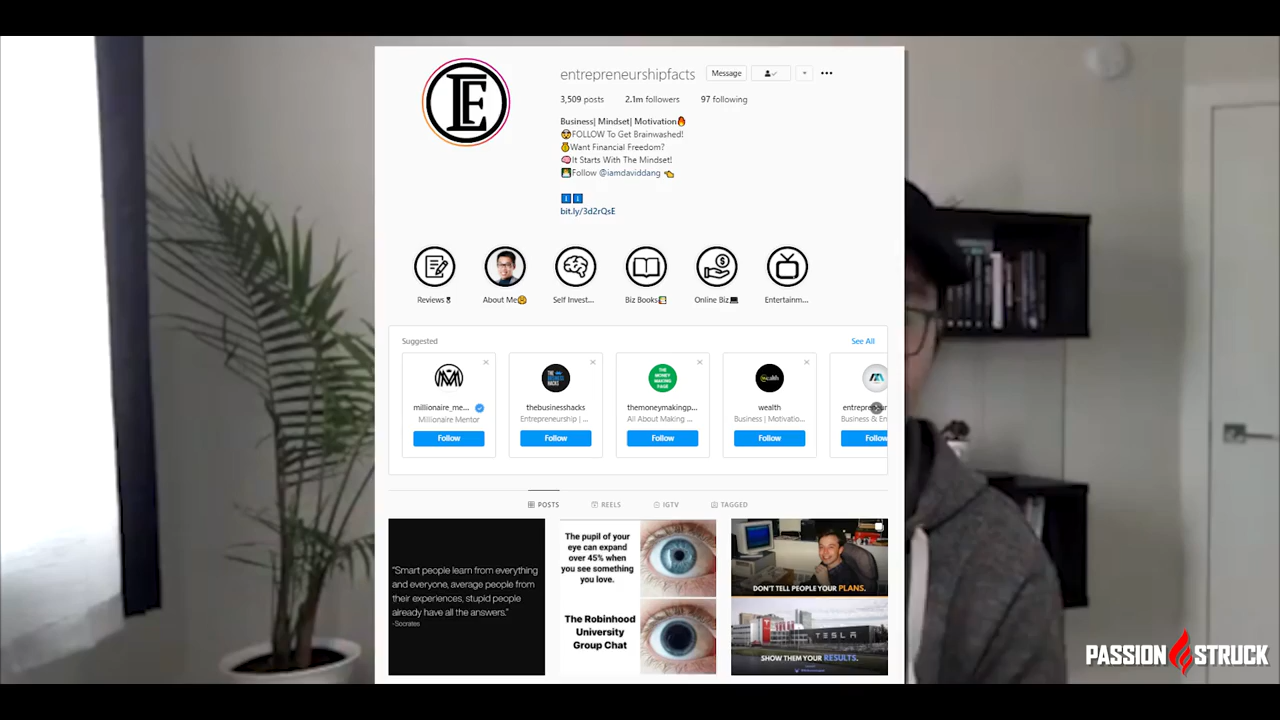 entrepreneurshipfacts Message
3,509 posts 2.1m followers 97 following
Business| Mindset| Motivation🔥
FOLLOW To Get Brainwashed!
Want Financial Freedom?
It Starts With The Mindset!
Follow @iamdaviddang
bit.ly/3d2rQsE
Reviews About Me Self Invest... Biz Books Online Biz Entertainm...
Suggested See All
millionaire_me... thebusinesshacks themoneymakingp... wealth entrepreneur
Millionaire Mentor Entrepreneurship | ... All About Making ... Business | Motivatio... Business & En
Follow Follow Follow Follow Follow
POSTS REELS IGTV TAGGED
"Smart people learn from everything
and everyone, average people from
their experiences, stupid people
already have all the answers."
-Socrates
The pupil of your
eye can expand
over 45% when
you see something
you love.
The Robinhood
University
Group Chat
DON'T TELL PEOPLE YOUR PLANS.
TESLA
SHOW THEM YOUR RESULTS.
PASSION STRUCK